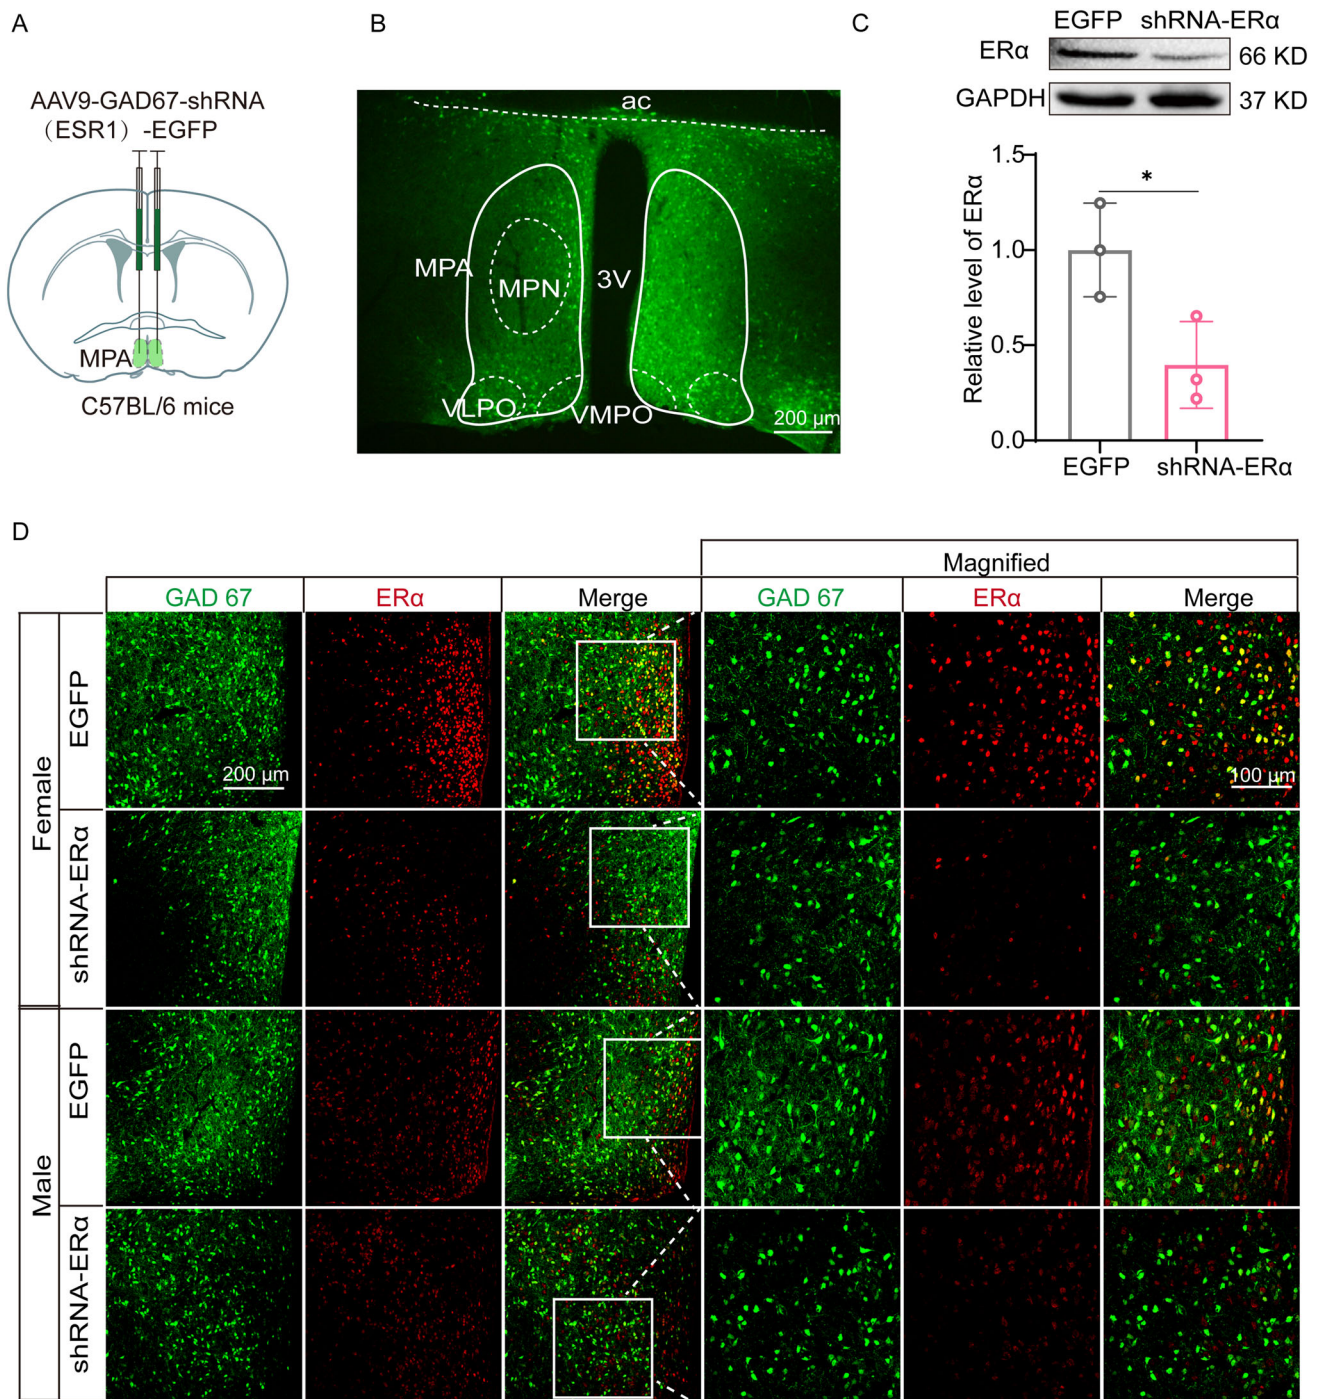 A
AAV9-GAD67-shRNA
（ESR1）-EGFP
MPA
C57BL/6 mice
B
ac
MPA
MPN
3V
VLPO
VMPO
200 μm
C
EGFP shRNA-ERα
ERα 66 KD
GAPDH 37 KD
Relative level of ERα
1.5
1.0
0.5
0.0
*
EGFP shRNA-ERα
D
Magnified
GAD 67 ERα Merge GAD 67 ERα Merge
Female
EGFP
200 μm
100 μm
shRNA-ERα
Male
EGFP
shRNA-ERα